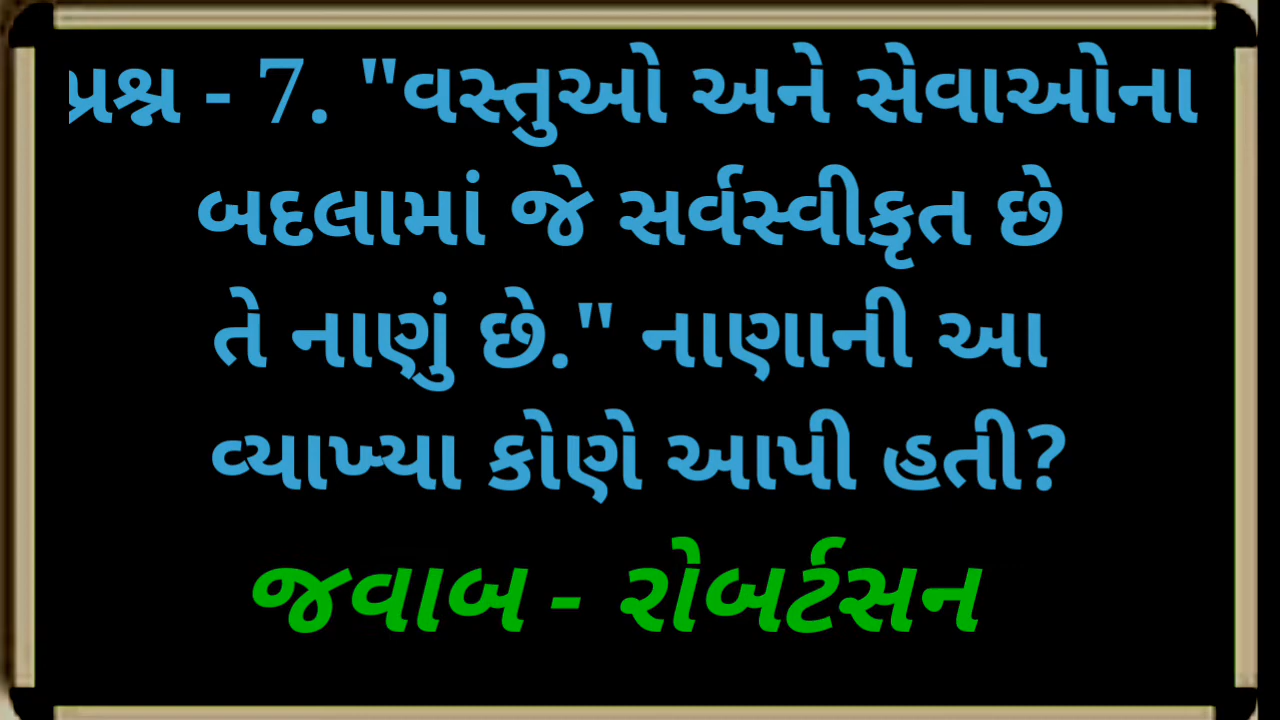 પ્રશ્ન - 7. "વસ્તુઓ અને સેવાઓના
બદલામાં જે સર્વસ્વીકૃત છે
તે નાણું છે." નાણાની આ
વ્યાખ્યા કોણે આપી હતી?
જવાબ - રોબર્ટસન